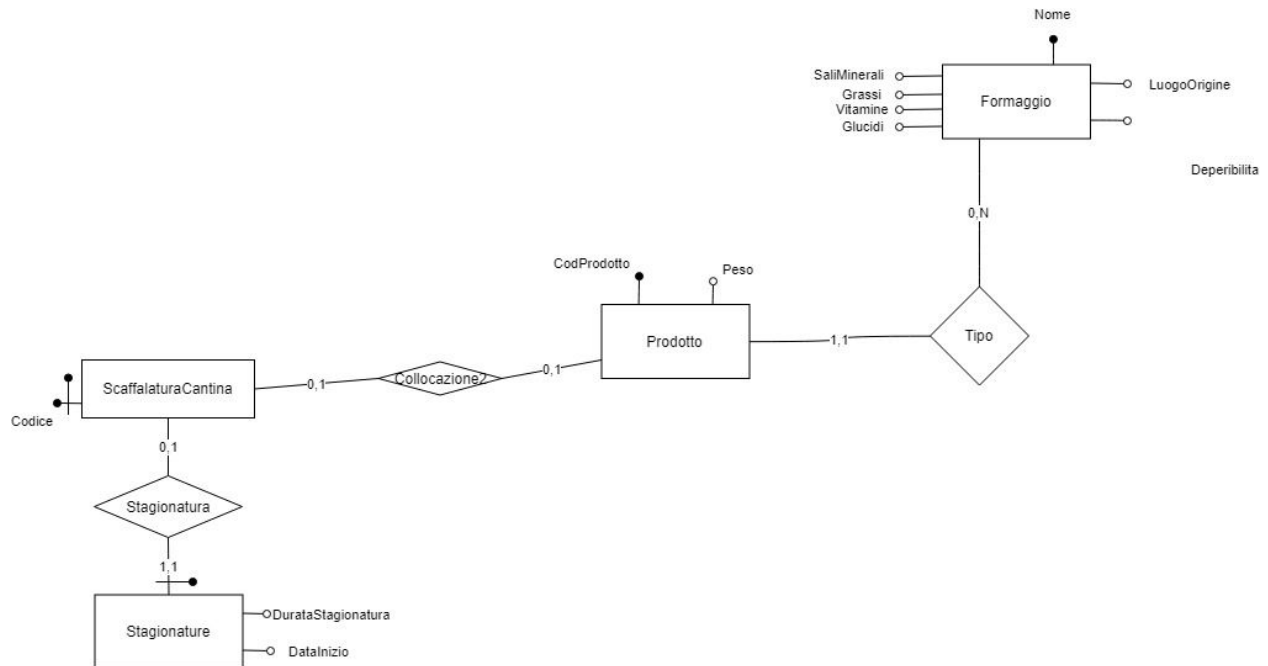 Nome
SaliMinerali
Grassi
Vitamine
Glucidi
Formaggio
LuogoOrigine
Deperibilita
0,N
CodProdotto
Peso
Prodotto
1,1
Tipo
ScaffalaturaCantina
0,1
Collocazione2
0,1
Codice
0,1
Stagionatura
1,1
Stagionature
DurataStagionatura
DataInizio